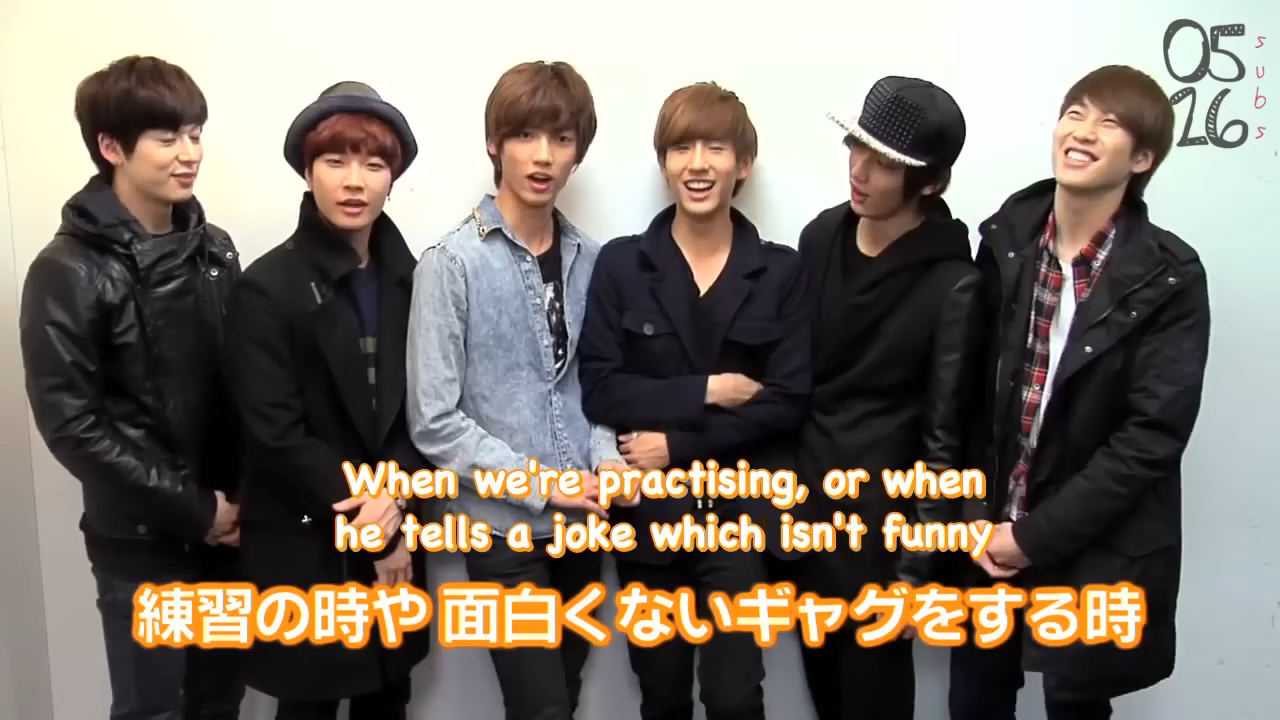 05
26
subs
When we're practising, or when
he tells a joke which isn't funny
練習の時や 面白くないギャグをする時